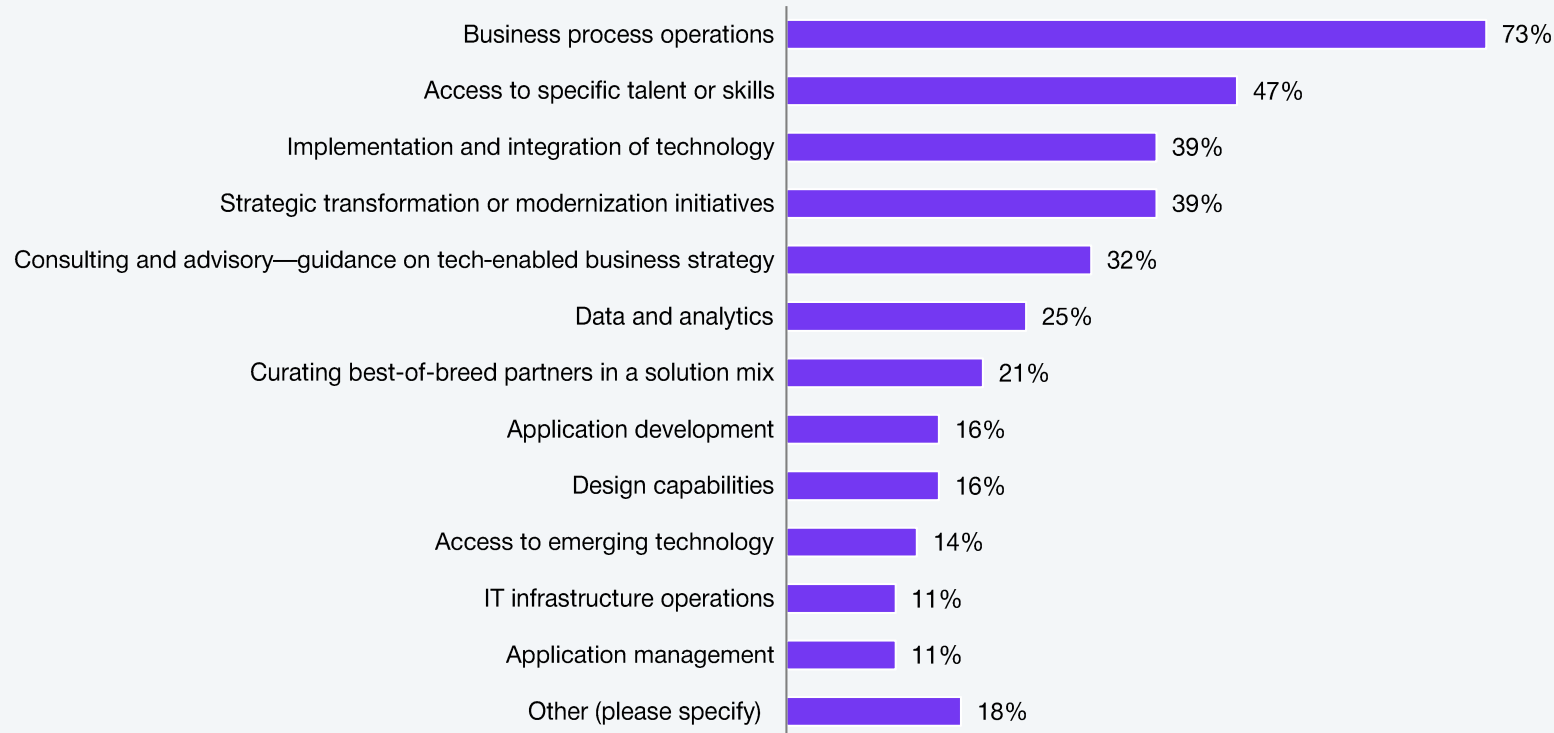 Business process operations 73%
Access to specific talent or skills 47%
Implementation and integration of technology 39%
Strategic transformation or modernization initiatives 39%
Consulting and advisory—guidance on tech-enabled business strategy 32%
Data and analytics 25%
Curating best-of-breed partners in a solution mix 21%
Application development 16%
Design capabilities 16%
Access to emerging technology 14%
IT infrastructure operations 11%
Application management 11%
Other (please specify) 18%